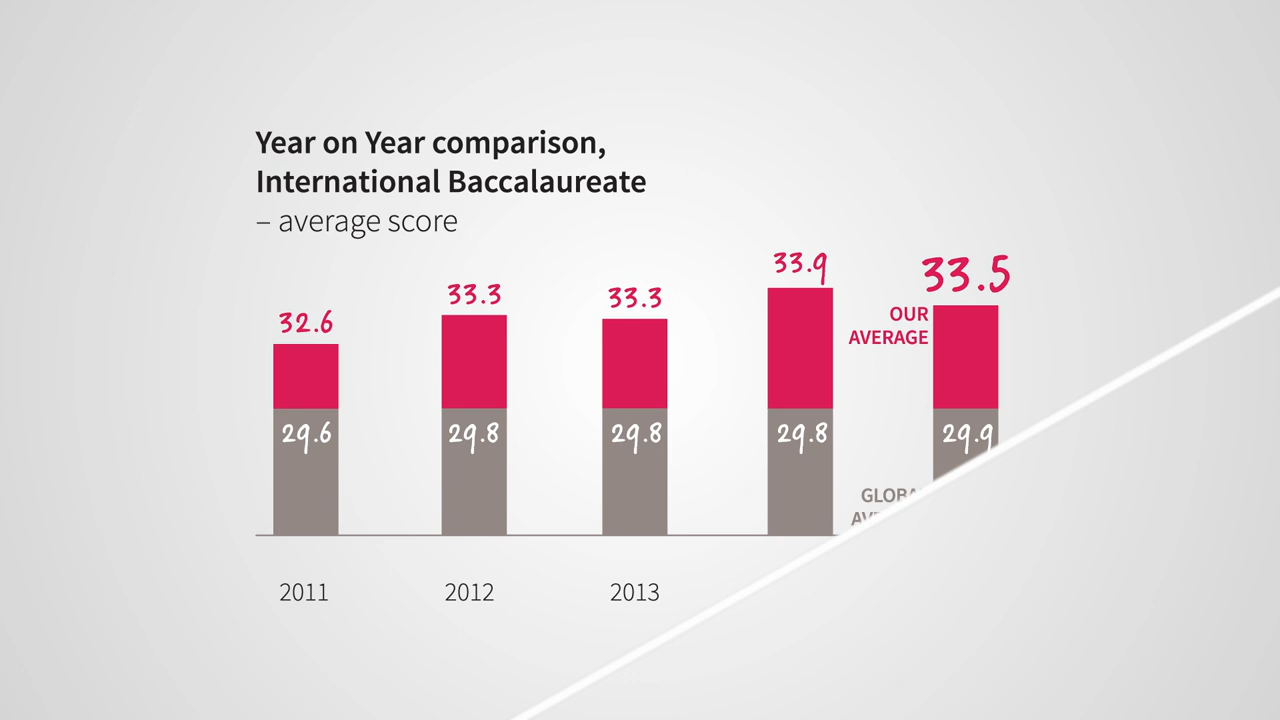 Year on Year comparison,
International Baccalaureate
– average score
32.6
33.3
33.3
33.9
33.5
OUR
AVERAGE
29.6
29.8
29.8
29.8
29.9
2011
2012
2013